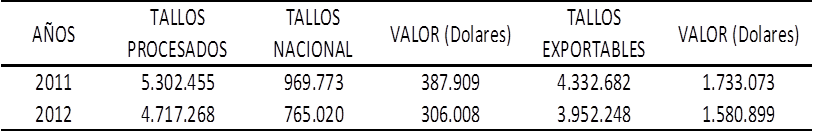 AÑOS TALLOS PROCESADOS TALLOS NACIONAL VALOR (Dolares) TALLOS EXPORTABLES VALOR (Dolares)
2011 5.302.455 969.773 387.909 4.332.682 1.733.073
2012 4.717.268 765.020 306.008 3.952.248 1.580.899